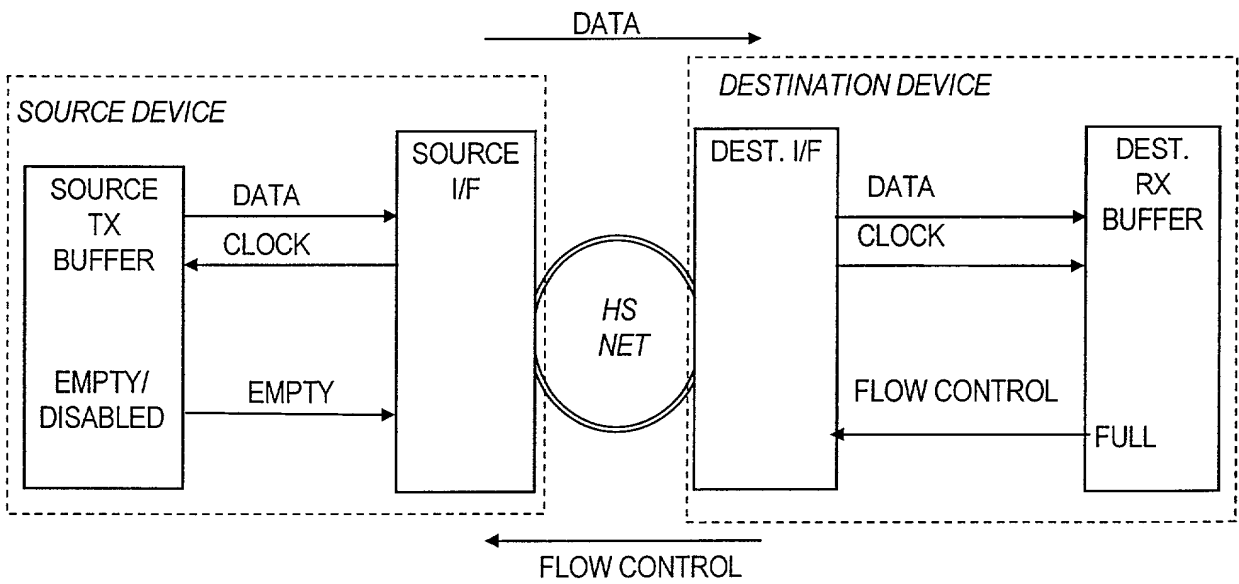 DATA
SOURCE DEVICE
SOURCE
TX
BUFFER
EMPTY/
DISABLED
DATA
CLOCK
EMPTY
SOURCE
I/F
HS
NET
DESTINATION DEVICE
DEST. I/F
DATA
CLOCK
FLOW CONTROL
DEST.
RX
BUFFER
FULL
FLOW CONTROL